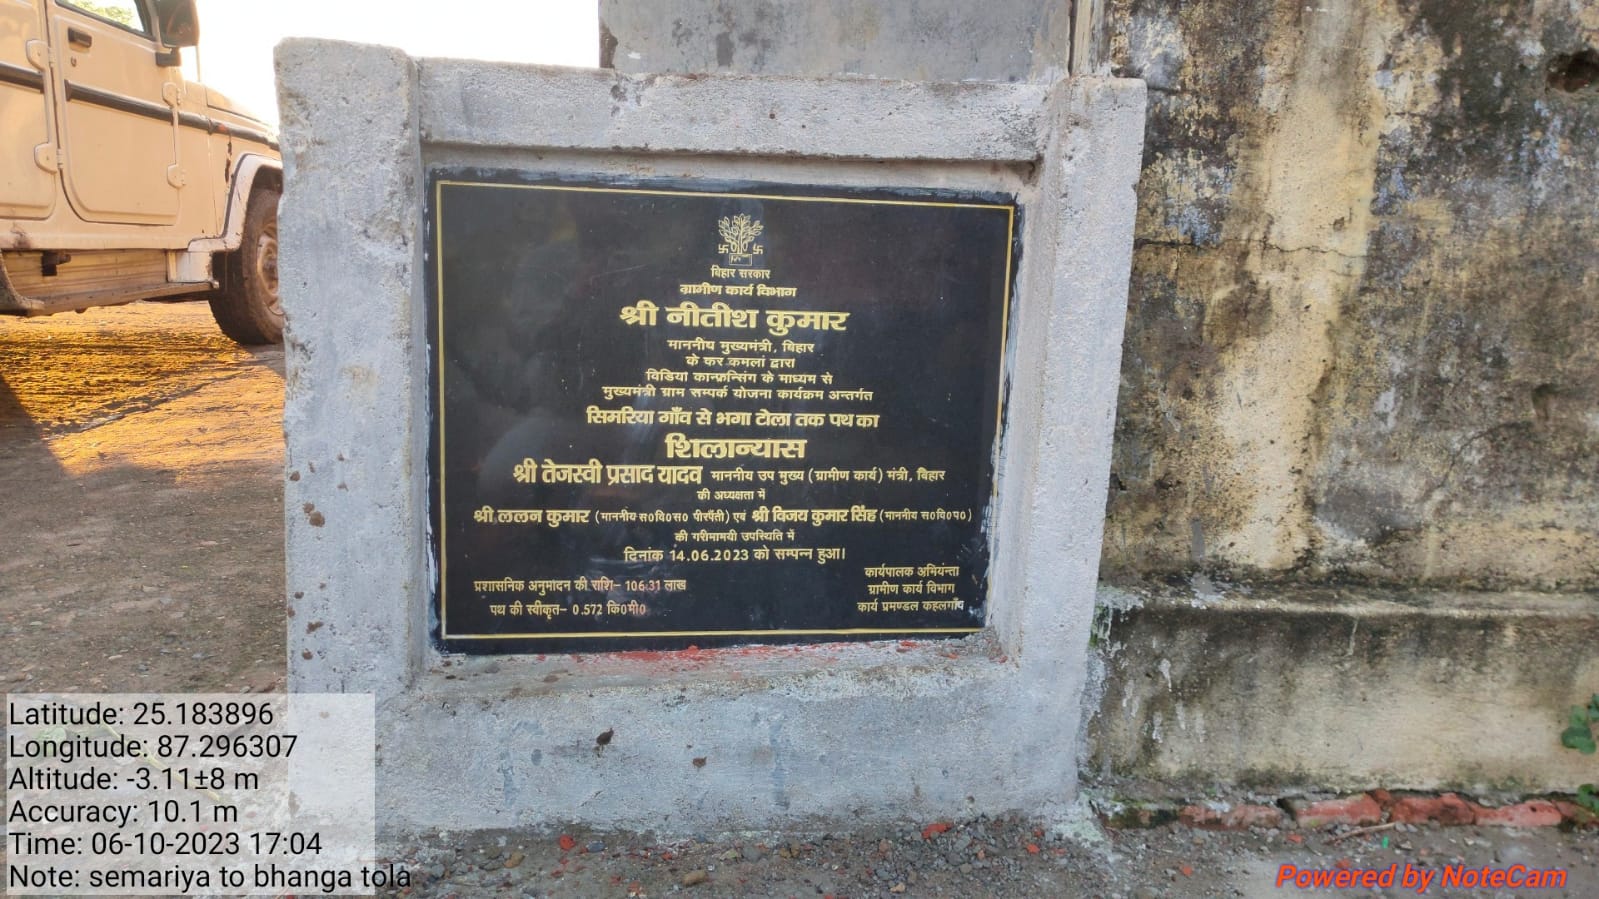 बिहार सरकार
ग्रामीण कार्य विभाग
श्री नीतीश कुमार
माननीय मुख्यमंत्री, बिहार
के कर कमलों द्वारा
विडियो कान्फ्रन्सिंग के माध्यम से
मुख्यमंत्री ग्राम सम्पर्क योजना कार्यक्रम अन्तर्गत
सिमरिया गाँव से भगा टोला तक पथ का
शिलान्यास
श्री तेजस्वी प्रसाद यादव माननीय उप मुख्य (ग्रामीण कार्य) मंत्री, बिहार
की अध्यक्षता में
श्री ललन कुमार (माननीय स०वि०स० पीरपैंती) एवं श्री विजय कुमार सिंह (माननीय स०वि०प०)
की गरीमामयी उपस्थिति में
दिनांक 14.06.2023 को सम्पन्न हुआ।
प्रशासनिक अनुमोदन की राशि– 106.31 लाख
पथ की स्वीकृत– 0.572 कि0मी0
कार्यपालक अभियंता
ग्रामीण कार्य विभाग
कार्य प्रमण्डल कहलगाँव
Latitude: 25.183896
Longitude: 87.296307
Altitude: -3.11±8 m
Accuracy: 10.1 m
Time: 06-10-2023 17:04
Note: semariya to bhanga tola
Powered by NoteCam